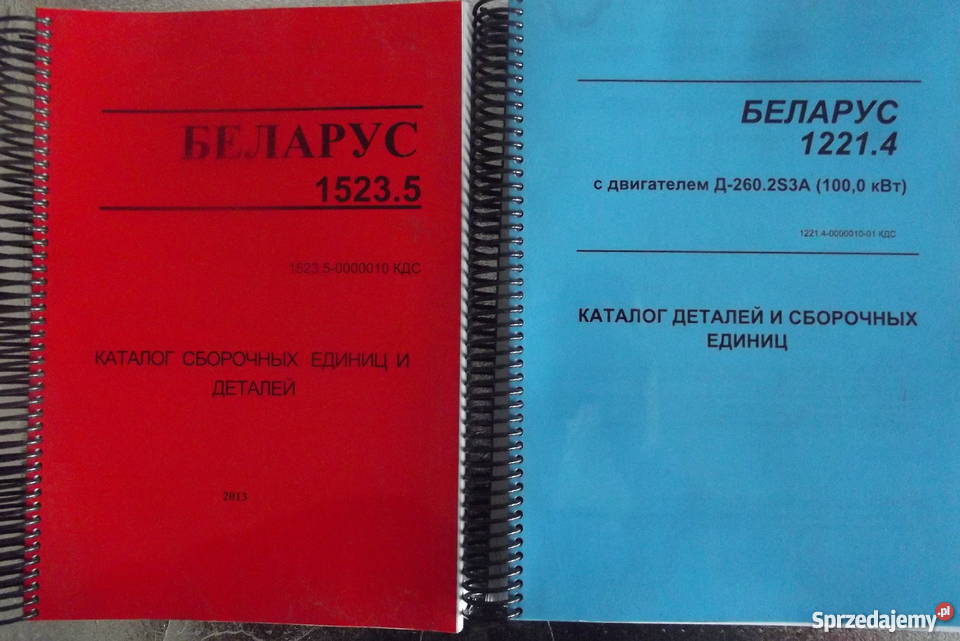 БЕЛАРУС
1523.5
1523.5-0000010 КДС
КАТАЛОГ СБОРОЧНЫХ ЕДИНИЦ И
ДЕТАЛЕЙ
2013
БЕЛАРУС
1221.4
с двигателем Д-260.2S3A (100,0 кВт)
1221.4-0000010-01 КДС
КАТАЛОГ ДЕТАЛЕЙ И СБОРОЧНЫХ
ЕДИНИЦ
Sprzedajemy.pl